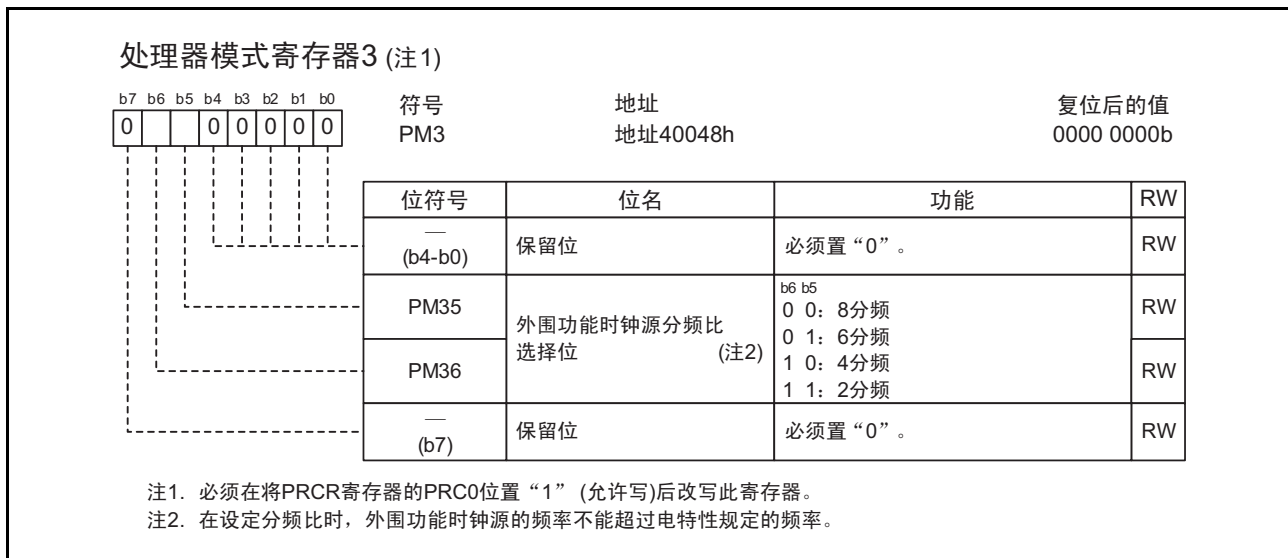 处理器模式寄存器3 (注1)
b7 b6 b5 b4 b3 b2 b1 b0
0 0 0 0 0 0
符号 地址 复位后的值
PM3 地址40048h 0000 0000b
位符号 位名 功能 RW
—
(b4-b0) 保留位 必须置“0”。 RW
PM35 外围功能时钟源分频比
选择位 (注2) b6 b5
0 0：8分频
0 1：6分频
1 0：4分频
1 1：2分频 RW
PM36 RW
—
(b7) 保留位 必须置“0”。 RW
注1. 必须在将PRCR寄存器的PRC0位置“1” (允许写)后改写此寄存器。
注2. 在设定分频比时，外围功能时钟源的频率不能超过电特性规定的频率。